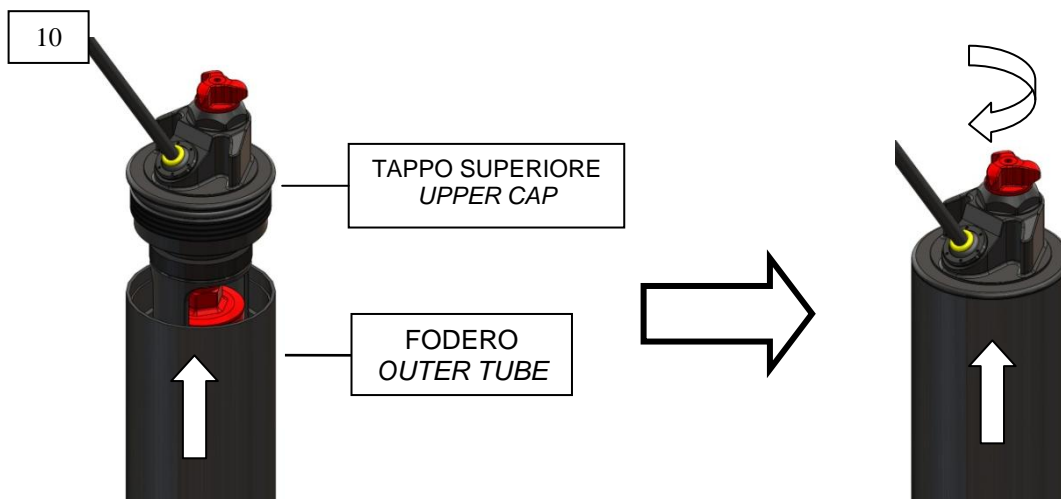 10
TAPPO SUPERIORE
UPPER CAP
FODERO
OUTER TUBE